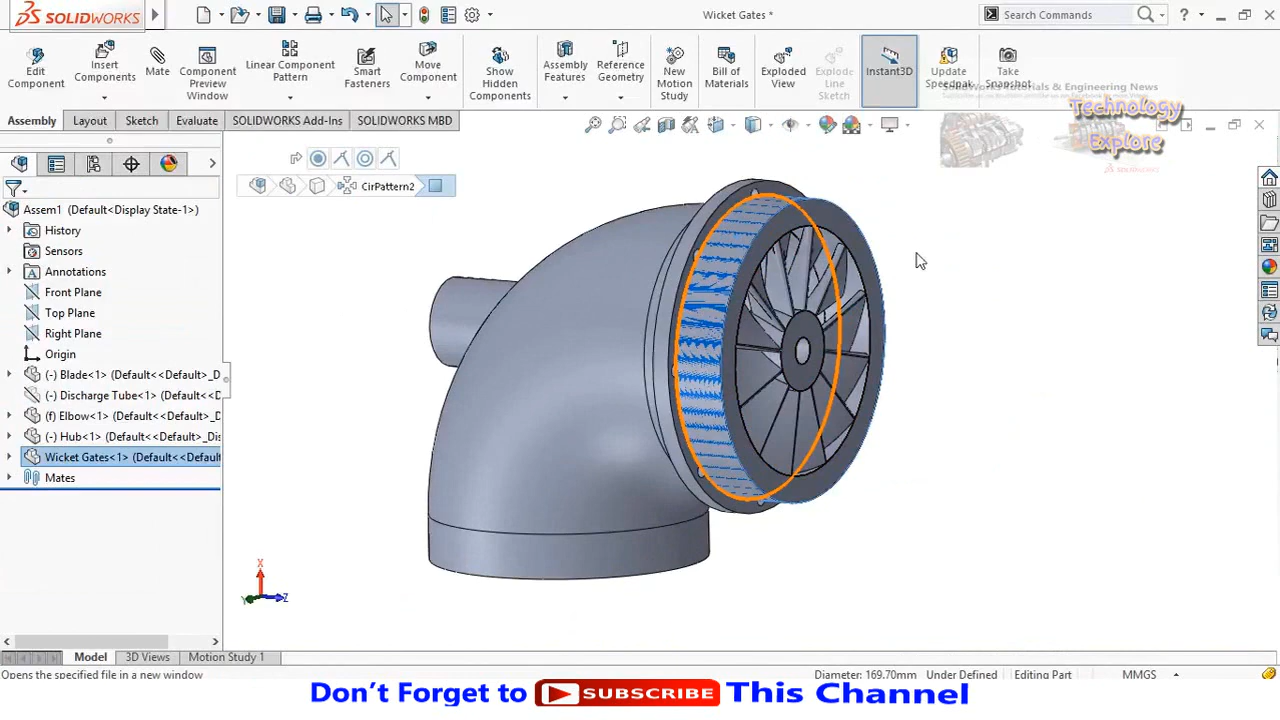 SOLIDWORKS
Wicket Gates *
Search Commands
Edit Component
Insert Components
Mate
Component Preview Window
Linear Component Pattern
Smart Fasteners
Move Component
Show Hidden Components
Assembly Features
Reference Geometry
New Motion Study
Bill of Materials
Exploded View
Explode Line Sketch
Instant3D
Update Speedpak
Take Snapshot
SolidWorks Tutorials & Engineering News
Technology
Explore
SOLIDWORKS
Assembly
Layout
Sketch
Evaluate
SOLIDWORKS Add-Ins
SOLIDWORKS MBD
CirPattern2
Assem1 (Default<Display State-1>)
History
Sensors
Annotations
Front Plane
Top Plane
Right Plane
Origin
(-) Blade<1> (Default<<Default>_D
(-) Discharge Tube<1> (Default<<D
(f) Elbow<1> (Default<<Default>_D
(-) Hub<1> (Default<<Default>_Dis
Wicket Gates<1> (Default<<Default
Mates
X
Y
Z
Model
3D Views
Motion Study 1
Opens the specified file in a new window
Diameter: 169.70mm
Under Defined
Editing Part
MMGS
Don't Forget to SUBSCRIBE This Channel